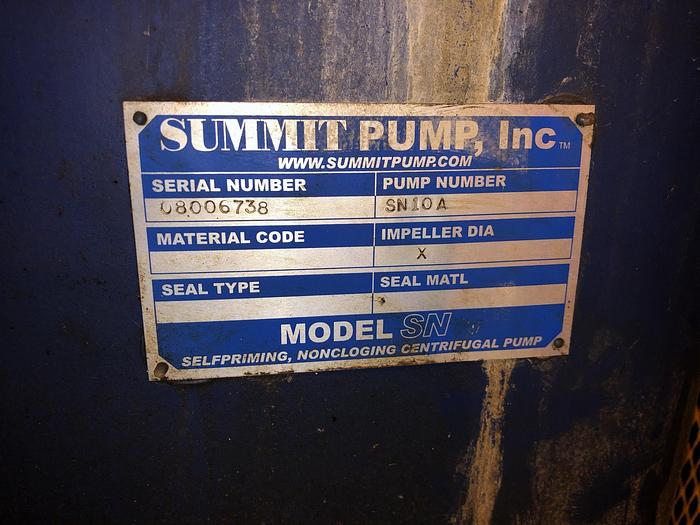 SUMMIT PUMP, Inc TM
WWW.SUMMITPUMP.COM
SERIAL NUMBER PUMP NUMBER
08006738 SN10A
MATERIAL CODE IMPELLER DIA
X
SEAL TYPE SEAL MATL
MODEL SN
SELFPRIMING, NONCLOGING CENTRIFUGAL PUMP